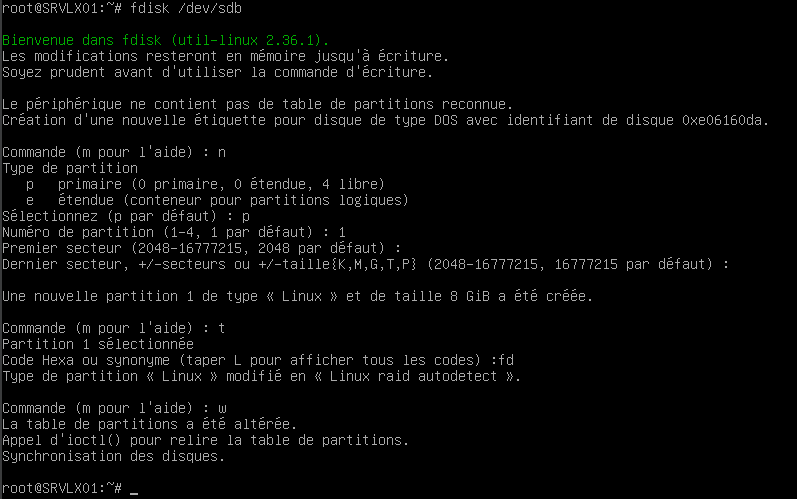 root@SRVLX01:~# fdisk /dev/sdb
Bienvenue dans fdisk (util-linux 2.36.1).
Les modifications resteront en mémoire jusqu'à écriture.
Soyez prudent avant d'utiliser la commande d'écriture.
Le périphérique ne contient pas de table de partitions reconnue.
Création d'une nouvelle étiquette pour disque de type DOS avec identifiant de disque 0xe06160da.
Commande (m pour l'aide) : n
Type de partition
   p   primaire (0 primaire, 0 étendue, 4 libre)
   e   étendue (conteneur pour partitions logiques)
Sélectionnez (p par défaut) : p
Numéro de partition (1-4, 1 par défaut) : 1
Premier secteur (2048-16777215, 2048 par défaut) :
Dernier secteur, +/-secteurs ou +/-taille{K,M,G,T,P} (2048-16777215, 16777215 par défaut) :
Une nouvelle partition 1 de type « Linux » et de taille 8 GiB a été créée.
Commande (m pour l'aide) : t
Partition 1 sélectionnée
Code Hexa ou synonyme (taper L pour afficher tous les codes) :fd
Type de partition « Linux » modifié en « Linux raid autodetect ».
Commande (m pour l'aide) : w
La table de partitions a été altérée.
Appel d'ioctl() pour relire la table de partitions.
Synchronisation des disques.
root@SRVLX01:~# _